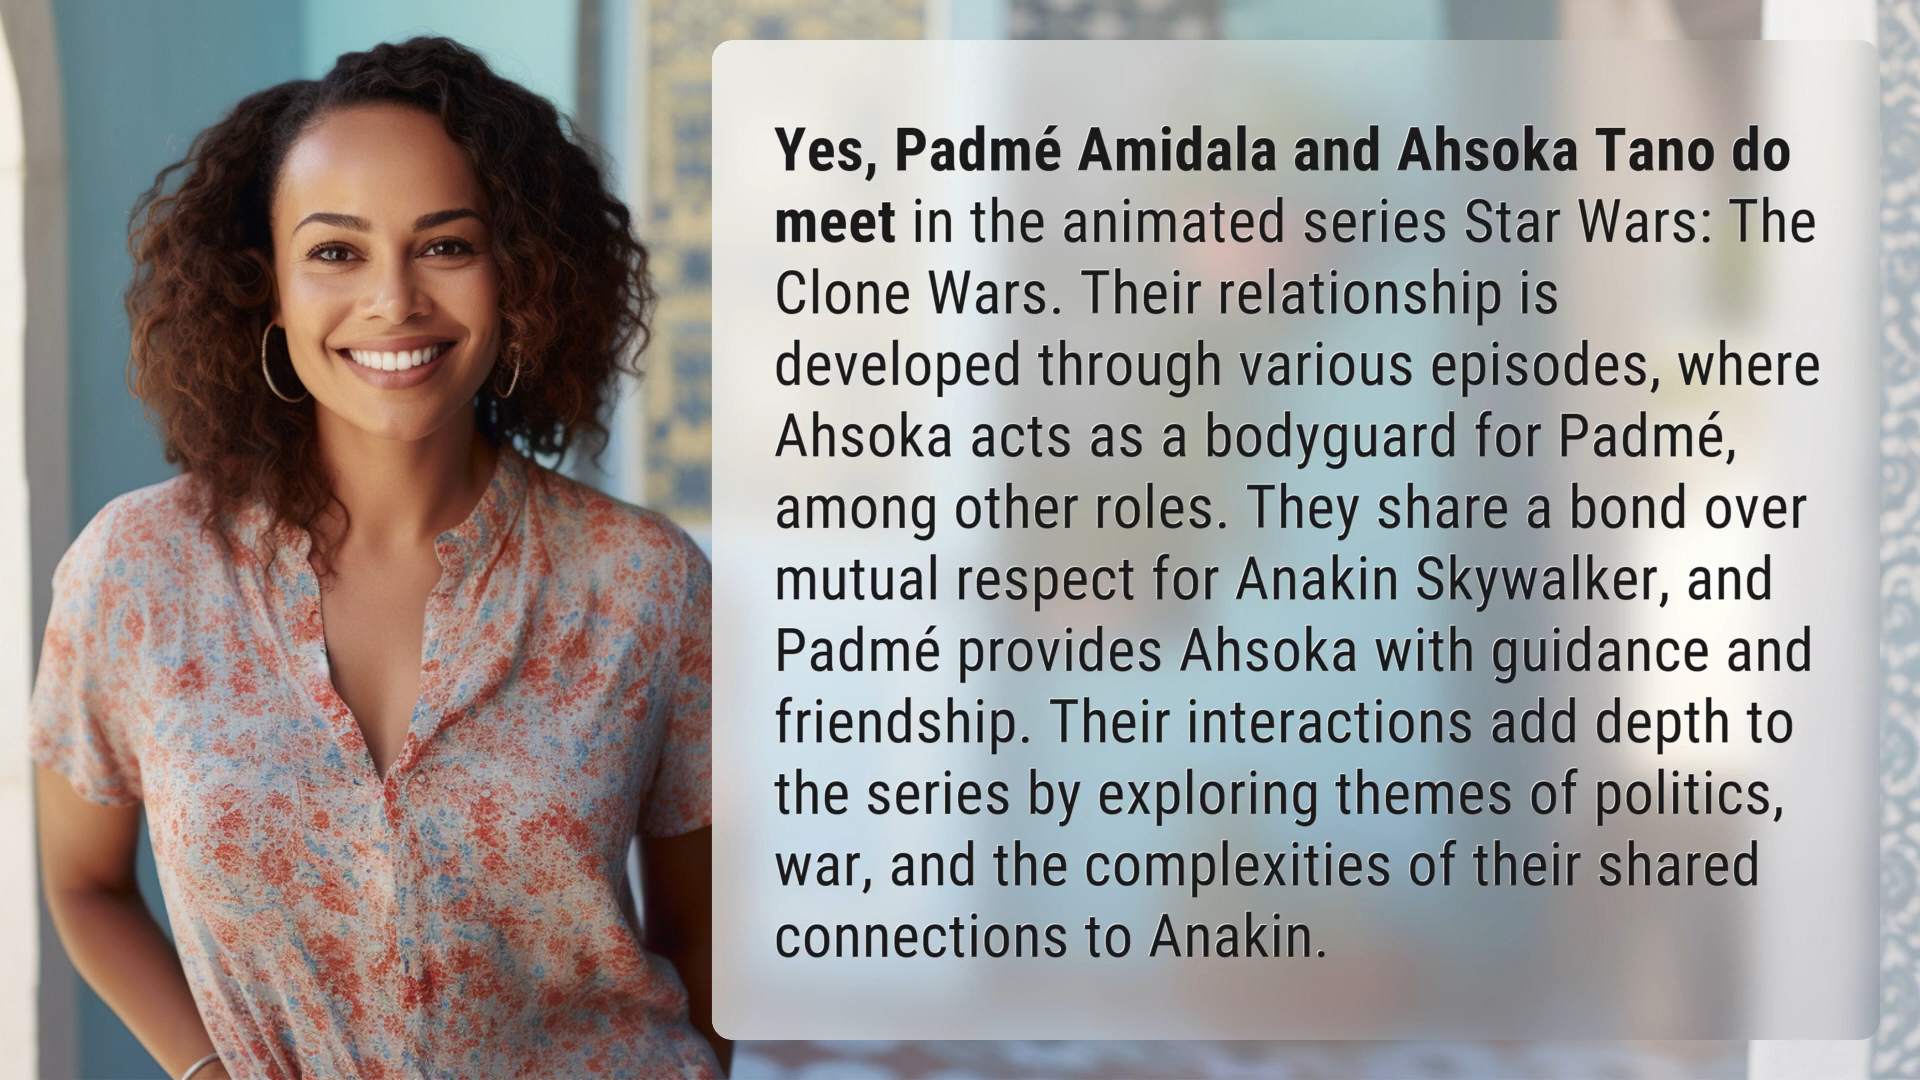 Yes, Padmé Amidala and Ahsoka Tano do
meet in the animated series Star Wars: The
Clone Wars. Their relationship is
developed through various episodes, where
Ahsoka acts as a bodyguard for Padmé,
among other roles. They share a bond over
mutual respect for Anakin Skywalker, and
Padmé provides Ahsoka with guidance and
friendship. Their interactions add depth to
the series by exploring themes of politics,
war, and the complexities of their shared
connections to Anakin.